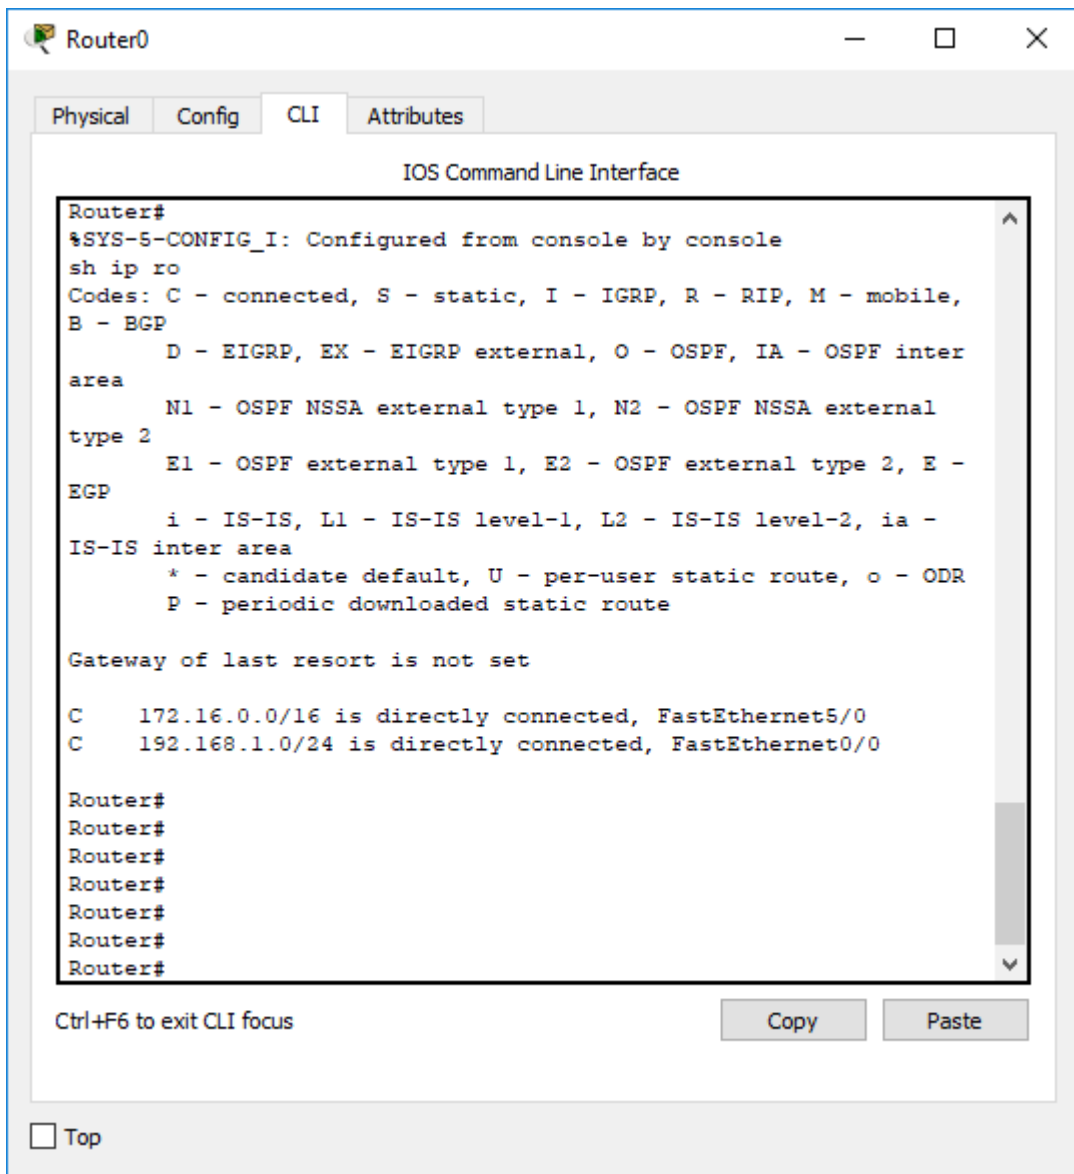 Router0
Physical Config CLI Attributes
IOS Command Line Interface
Router#
%SYS-5-CONFIG_I: Configured from console by console
sh ip ro
Codes: C - connected, S - static, I - IGRP, R - RIP, M - mobile,
B - BGP
D - EIGRP, EX - EIGRP external, O - OSPF, IA - OSPF inter
area
N1 - OSPF NSSA external type 1, N2 - OSPF NSSA external
type 2
E1 - OSPF external type 1, E2 - OSPF external type 2, E -
EGP
i - IS-IS, L1 - IS-IS level-1, L2 - IS-IS level-2, ia -
IS-IS inter area
* - candidate default, U - per-user static route, o - ODR
P - periodic downloaded static route
Gateway of last resort is not set
C 172.16.0.0/16 is directly connected, FastEthernet5/0
C 192.168.1.0/24 is directly connected, FastEthernet0/0
Router#
Router#
Router#
Router#
Router#
Router#
Router#
Ctrl+F6 to exit CLI focus Copy Paste
Top